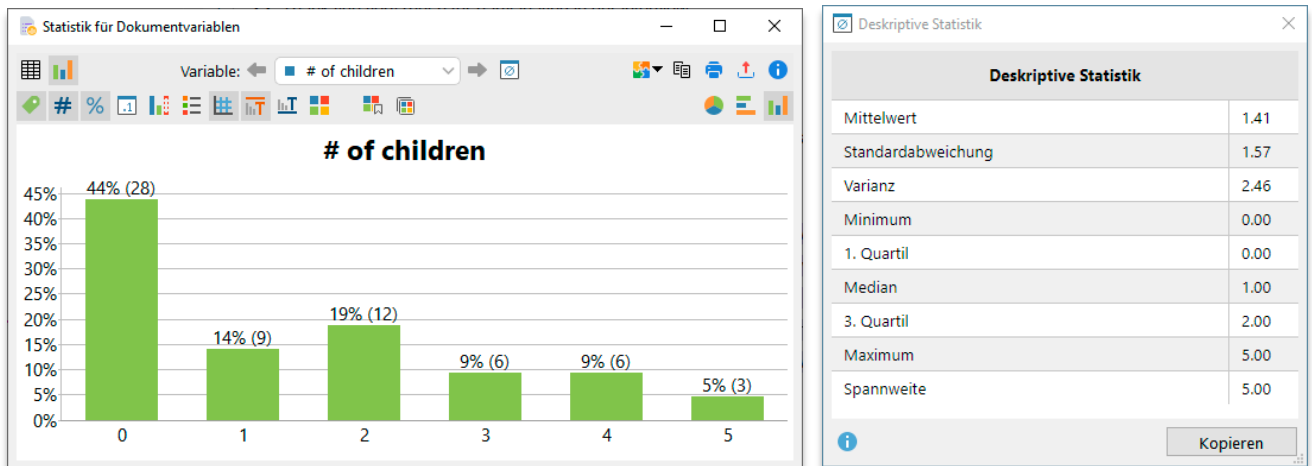 Statistik für Dokumentvariablen
Variable: # of children
# of children
45%
40%
35%
30%
25%
20%
15%
10%
5%
0%
44% (28)
14% (9)
19% (12)
9% (6)
9% (6)
5% (3)
0 1 2 3 4 5
Deskriptive Statistik
Deskriptive Statistik
Mittelwert 1.41
Standardabweichung 1.57
Varianz 2.46
Minimum 0.00
1. Quartil 0.00
Median 1.00
3. Quartil 2.00
Maximum 5.00
Spannweite 5.00
Kopieren